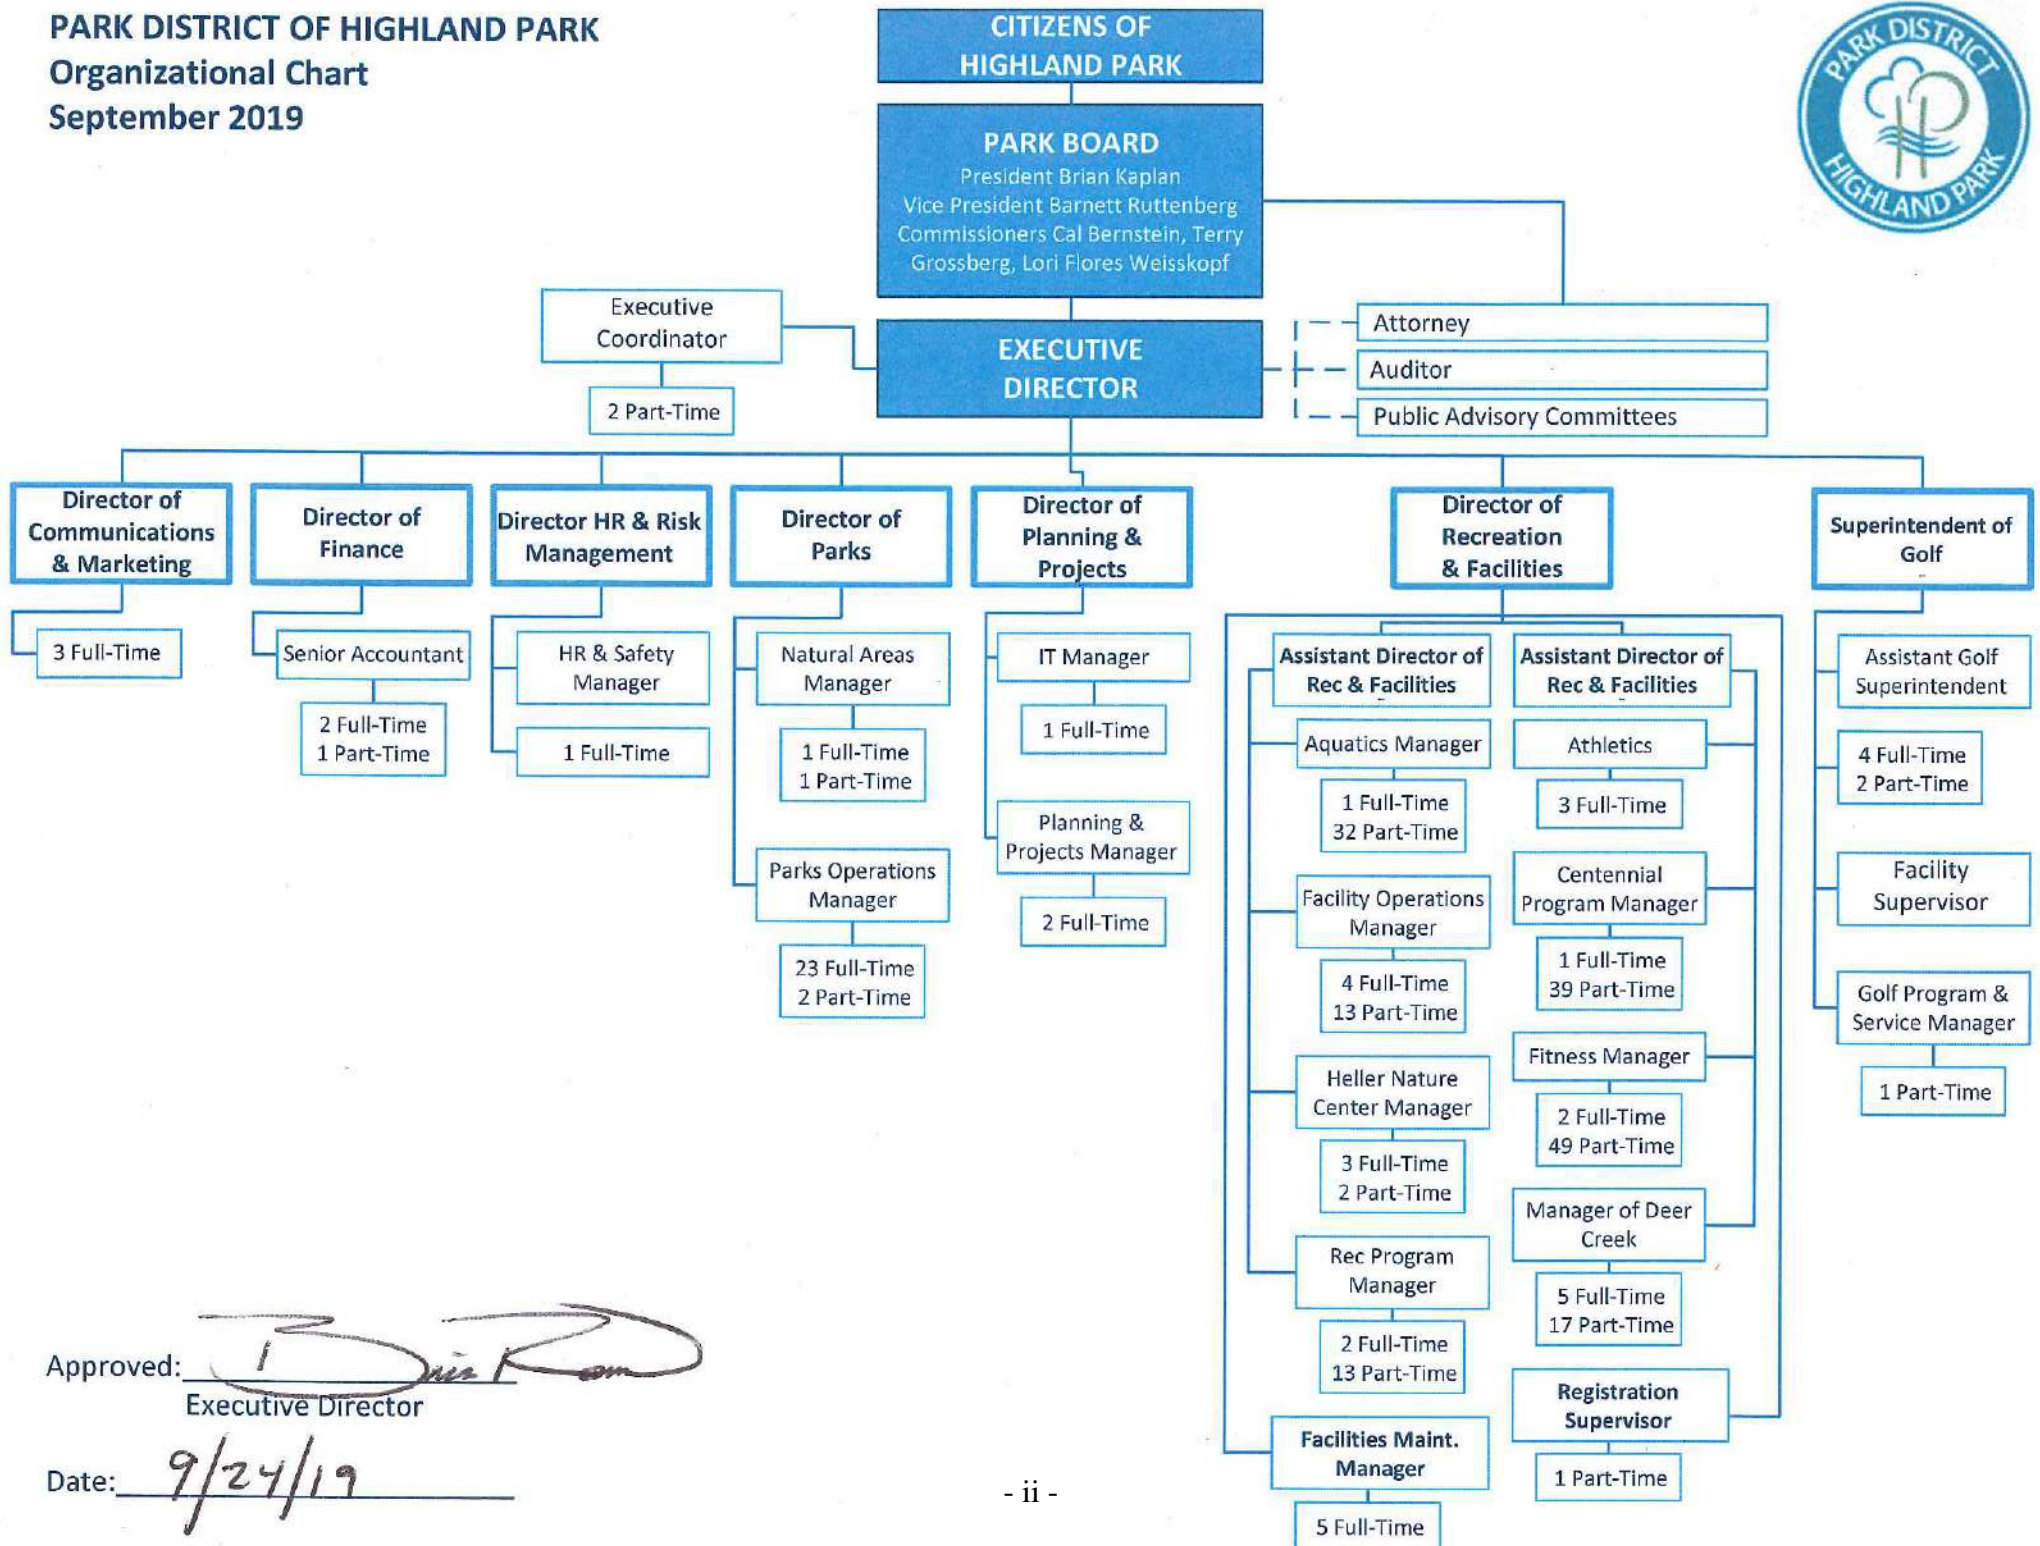 PARK DISTRICT OF HIGHLAND PARK
Organizational Chart
September 2019
CITIZENS OF
HIGHLAND PARK
PARK DISTRICT
HIGHLAND PARK
PARK BOARD
President Brian Kaplan
Vice President Barnett Ruttenberg
Commissioners Cal Bernstein, Terry
Grossberg, Lori Flores Weisskopf
Executive
Coordinator
2 Part-Time
EXECUTIVE
DIRECTOR
Attorney
Auditor
Public Advisory Committees
Director of
Communications
& Marketing
3 Full-Time
Director of
Finance
Senior Accountant
2 Full-Time
1 Part-Time
Director HR & Risk
Management
HR & Safety
Manager
1 Full-Time
Director of
Parks
Natural Areas
Manager
1 Full-Time
1 Part-Time
Parks Operations
Manager
23 Full-Time
2 Part-Time
Director of
Planning &
Projects
IT Manager
1 Full-Time
Planning &
Projects Manager
2 Full-Time
Director of
Recreation
& Facilities
Assistant Director of
Rec & Facilities
Aquatics Manager
1 Full-Time
32 Part-Time
Facility Operations
Manager
4 Full-Time
13 Part-Time
Heller Nature
Center Manager
3 Full-Time
2 Part-Time
Rec Program
Manager
2 Full-Time
13 Part-Time
Facilities Maint.
Manager
5 Full-Time
Assistant Director of
Rec & Facilities
Athletics
3 Full-Time
Centennial
Program Manager
1 Full-Time
39 Part-Time
Fitness Manager
2 Full-Time
49 Part-Time
Manager of Deer
Creek
5 Full-Time
17 Part-Time
Registration
Supervisor
1 Part-Time
Superintendent of
Golf
Assistant Golf
Superintendent
4 Full-Time
2 Part-Time
Facility
Supervisor
Golf Program &
Service Manager
1 Part-Time
Approved:
Executive Director
Date: 9/24/19
- ii -